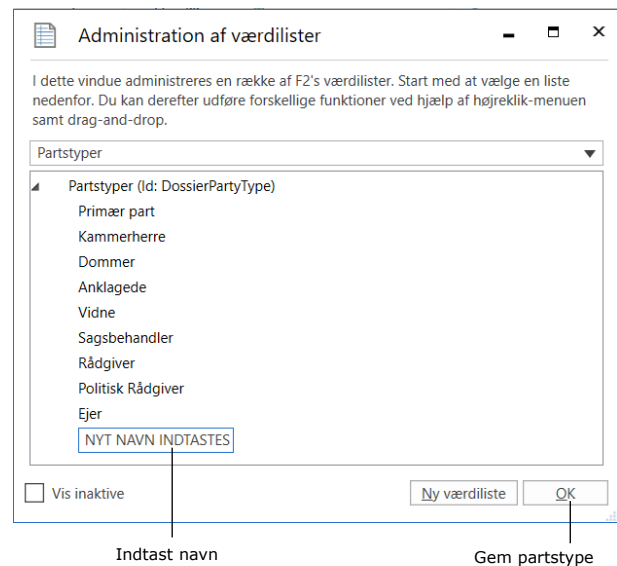 Administration af værdilister
I dette vindue administreres en række af F2's værdilister. Start med at vælge en liste
nedenfor. Du kan derefter udføre forskellige funktioner ved hjælp af højreklik-menuen
samt drag-and-drop.
Partstyper
Partstyper (Id: DossierPartyType)
Primær part
Kammerherre
Dommer
Anklagede
Vidne
Sagsbehandler
Rådgiver
Politisk Rådgiver
Ejer
NYT NAVN INDTASTES
Vis inaktive
Ny værdiliste
OK
Indtast navn
Gem partstype